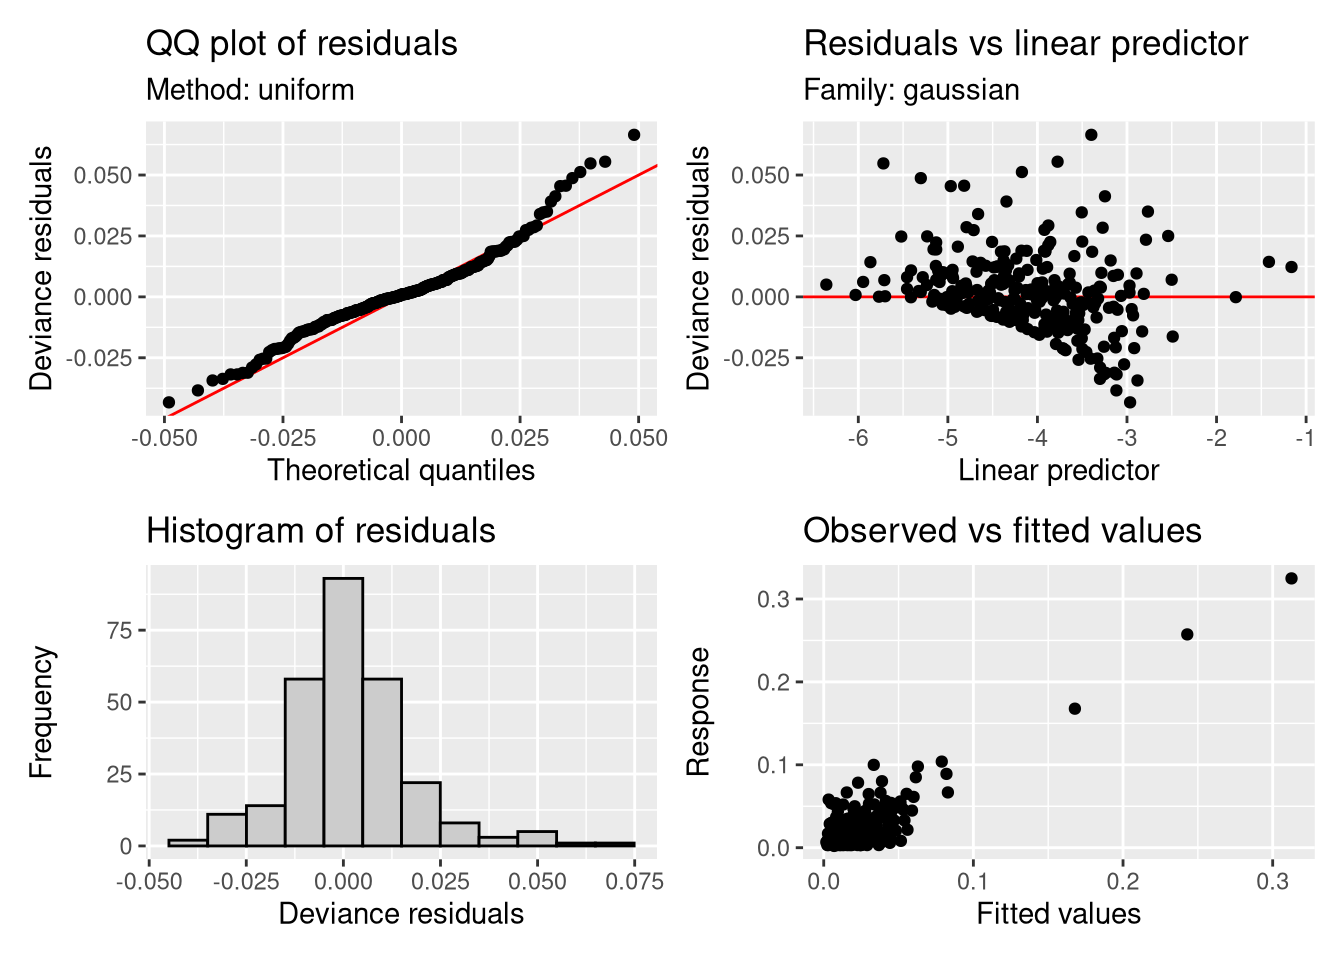 QQ plot of residuals
Method: uniform
Deviance residuals
0.050
0.025
0.000
-0.025
-0.050
-0.025
0.000
0.025
0.050
Theoretical quantiles
Residuals vs linear predictor
Family: gaussian
Deviance residuals
0.050
0.025
0.000
-0.025
-6
-5
-4
-3
-2
-1
Linear predictor
Histogram of residuals
Frequency
75
50
25
0
-0.050
-0.025
0.000
0.025
0.050
0.075
Deviance residuals
Observed vs fitted values
Response
0.3
0.2
0.1
0.0
0.0
0.1
0.2
0.3
Fitted values